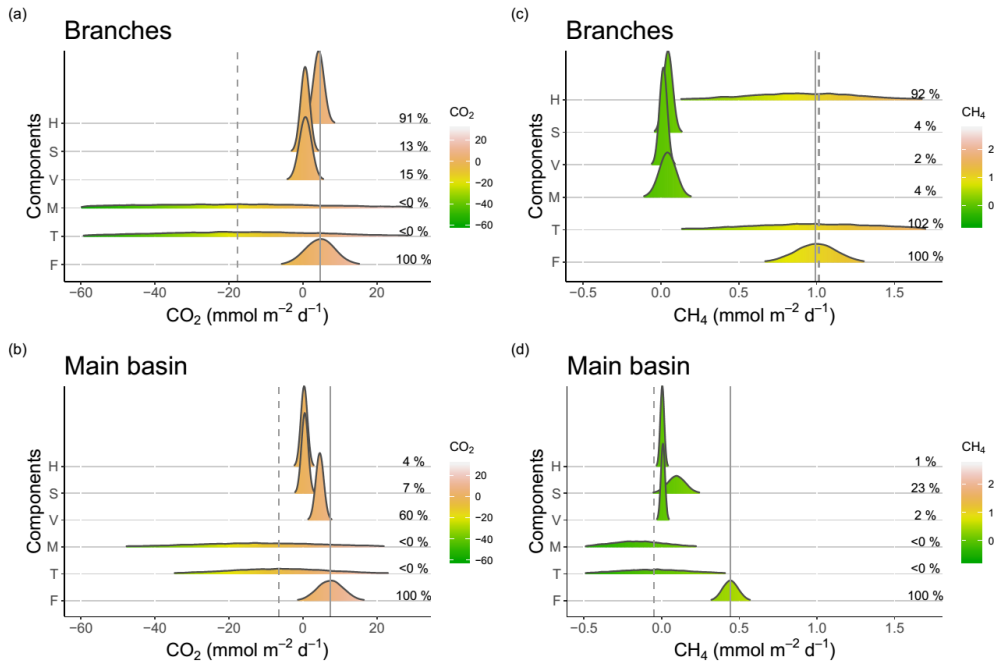 (a)
Branches
Components
H
S
V
M
T
F
91 %
13 %
15 %
<0 %
<0 %
100 %
−60 −40 −20 0 20
CO₂ (mmol m⁻² d⁻¹)
CO₂
20
0
−20
−40
−60
(c)
Branches
Components
H
S
V
M
T
F
92 %
4 %
2 %
4 %
102 %
100 %
−0.5 0.0 0.5 1.0 1.5
CH₄ (mmol m⁻² d⁻¹)
CH₄
2
1
0
(b)
Main basin
Components
H
S
V
M
T
F
4 %
7 %
60 %
<0 %
<0 %
100 %
−60 −40 −20 0 20
CO₂ (mmol m⁻² d⁻¹)
CO₂
20
0
−20
−40
−60
(d)
Main basin
Components
H
S
V
M
T
F
1 %
23 %
2 %
<0 %
<0 %
100 %
−0.5 0.0 0.5 1.0 1.5
CH₄ (mmol m⁻² d⁻¹)
CH₄
2
1
0